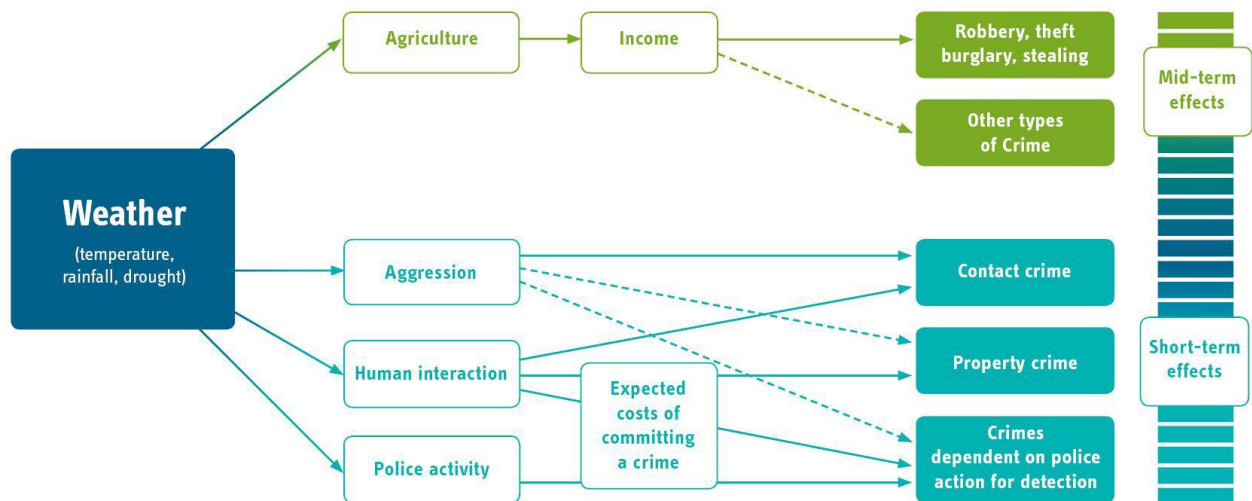 Agriculture
Income
Robbery, theft
burglary, stealing
Mid-term
effects
Other types
of Crime
Weather
(temperature,
rainfall, drought)
Aggression
Contact crime
Human interaction
Expected
costs of
committing
a crime
Property crime
Short-term
effects
Police activity
Crimes
dependent on police
action for detection